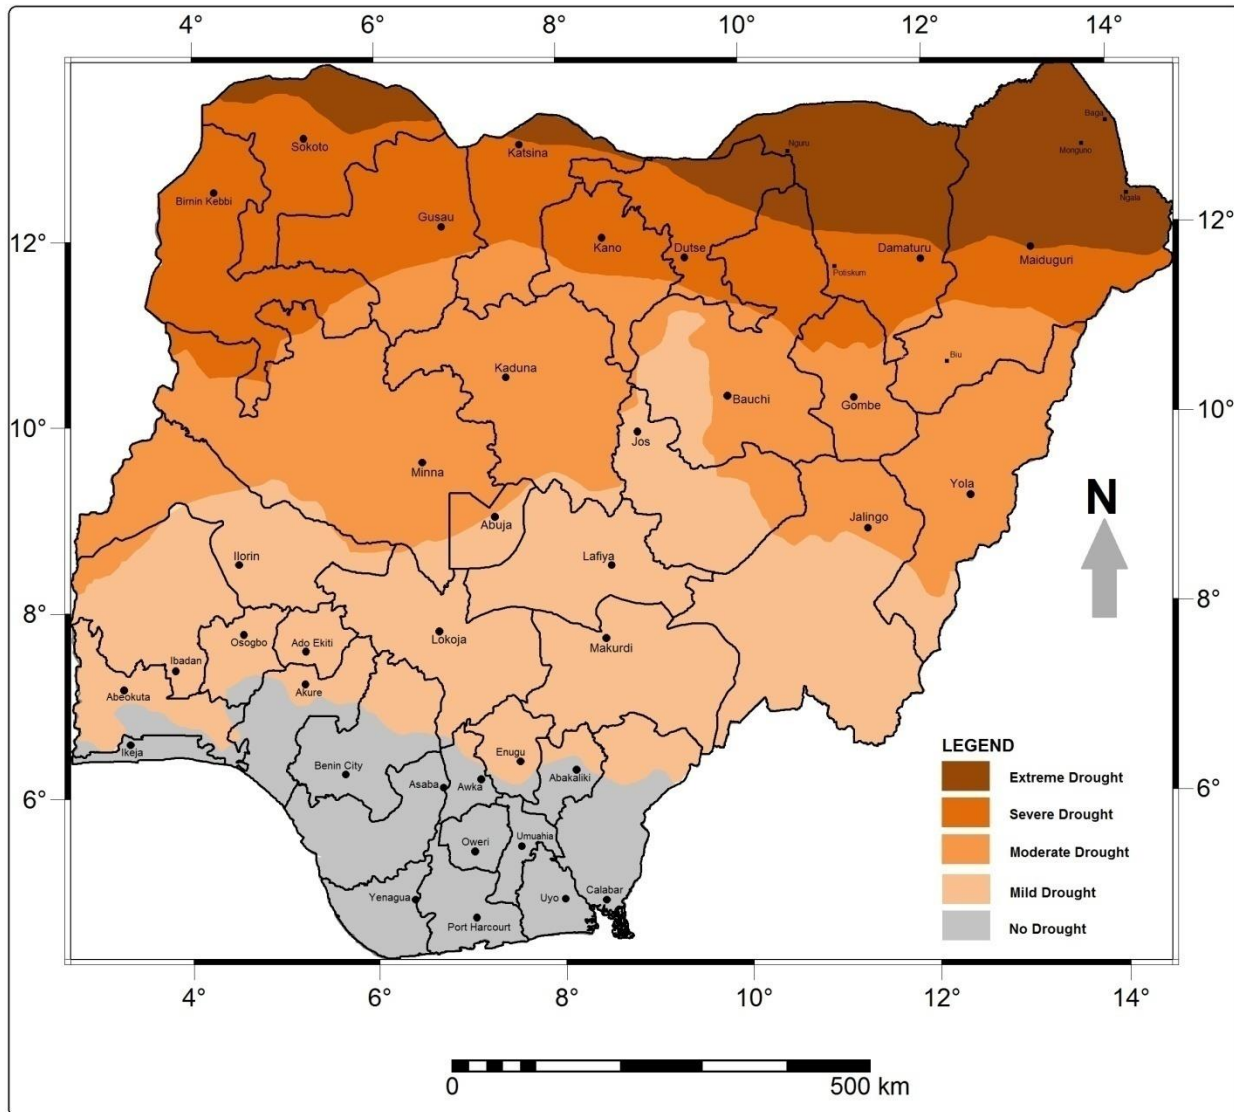 4° 6° 8° 10° 12° 14°
Baga
Nguru
Monguno
Sokoto
Katsina
Ngala
Birnin Kebbi
12° 12°
Gusau
Kano
Dutse
Damaturu
Maiduguri
Potiskum
Biu
Kaduna
Bauchi
Gombe
10° 10°
Jos
Minna
Yola
N
Abuja
Jalingo
Ilorin
Lafiya
8° 8°
Osogbo
Ado Ekiti
Lokoja
Makurdi
Ibadan
Abeokuta
Akure
Ikeja
Enugu
LEGEND
Benin City
Asaba
Awka
Abakaliki
Extreme Drought
6° 6°
Severe Drought
Oweri
Umuahia
Moderate Drought
Yenagua
Uyo
Calabar
Mild Drought
Port Harcourt
No Drought
4° 6° 8° 10° 12° 14°
0 500 km